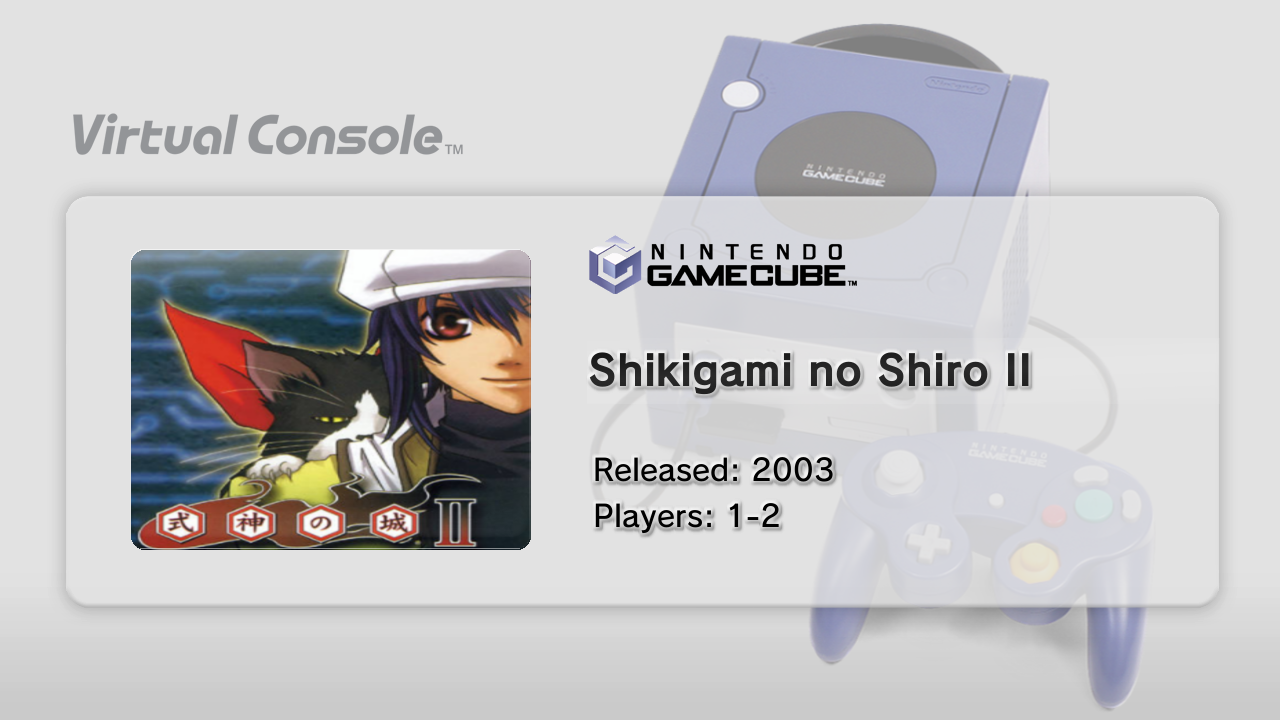 Virtual Console™
Nintendo
NINTENDO
GAMECUBE
NINTENDO
GAMECUBE™
Shikigami no Shiro II
Released: 2003
Players: 1-2
式神の城II
NINTENDO
GAMECUBE